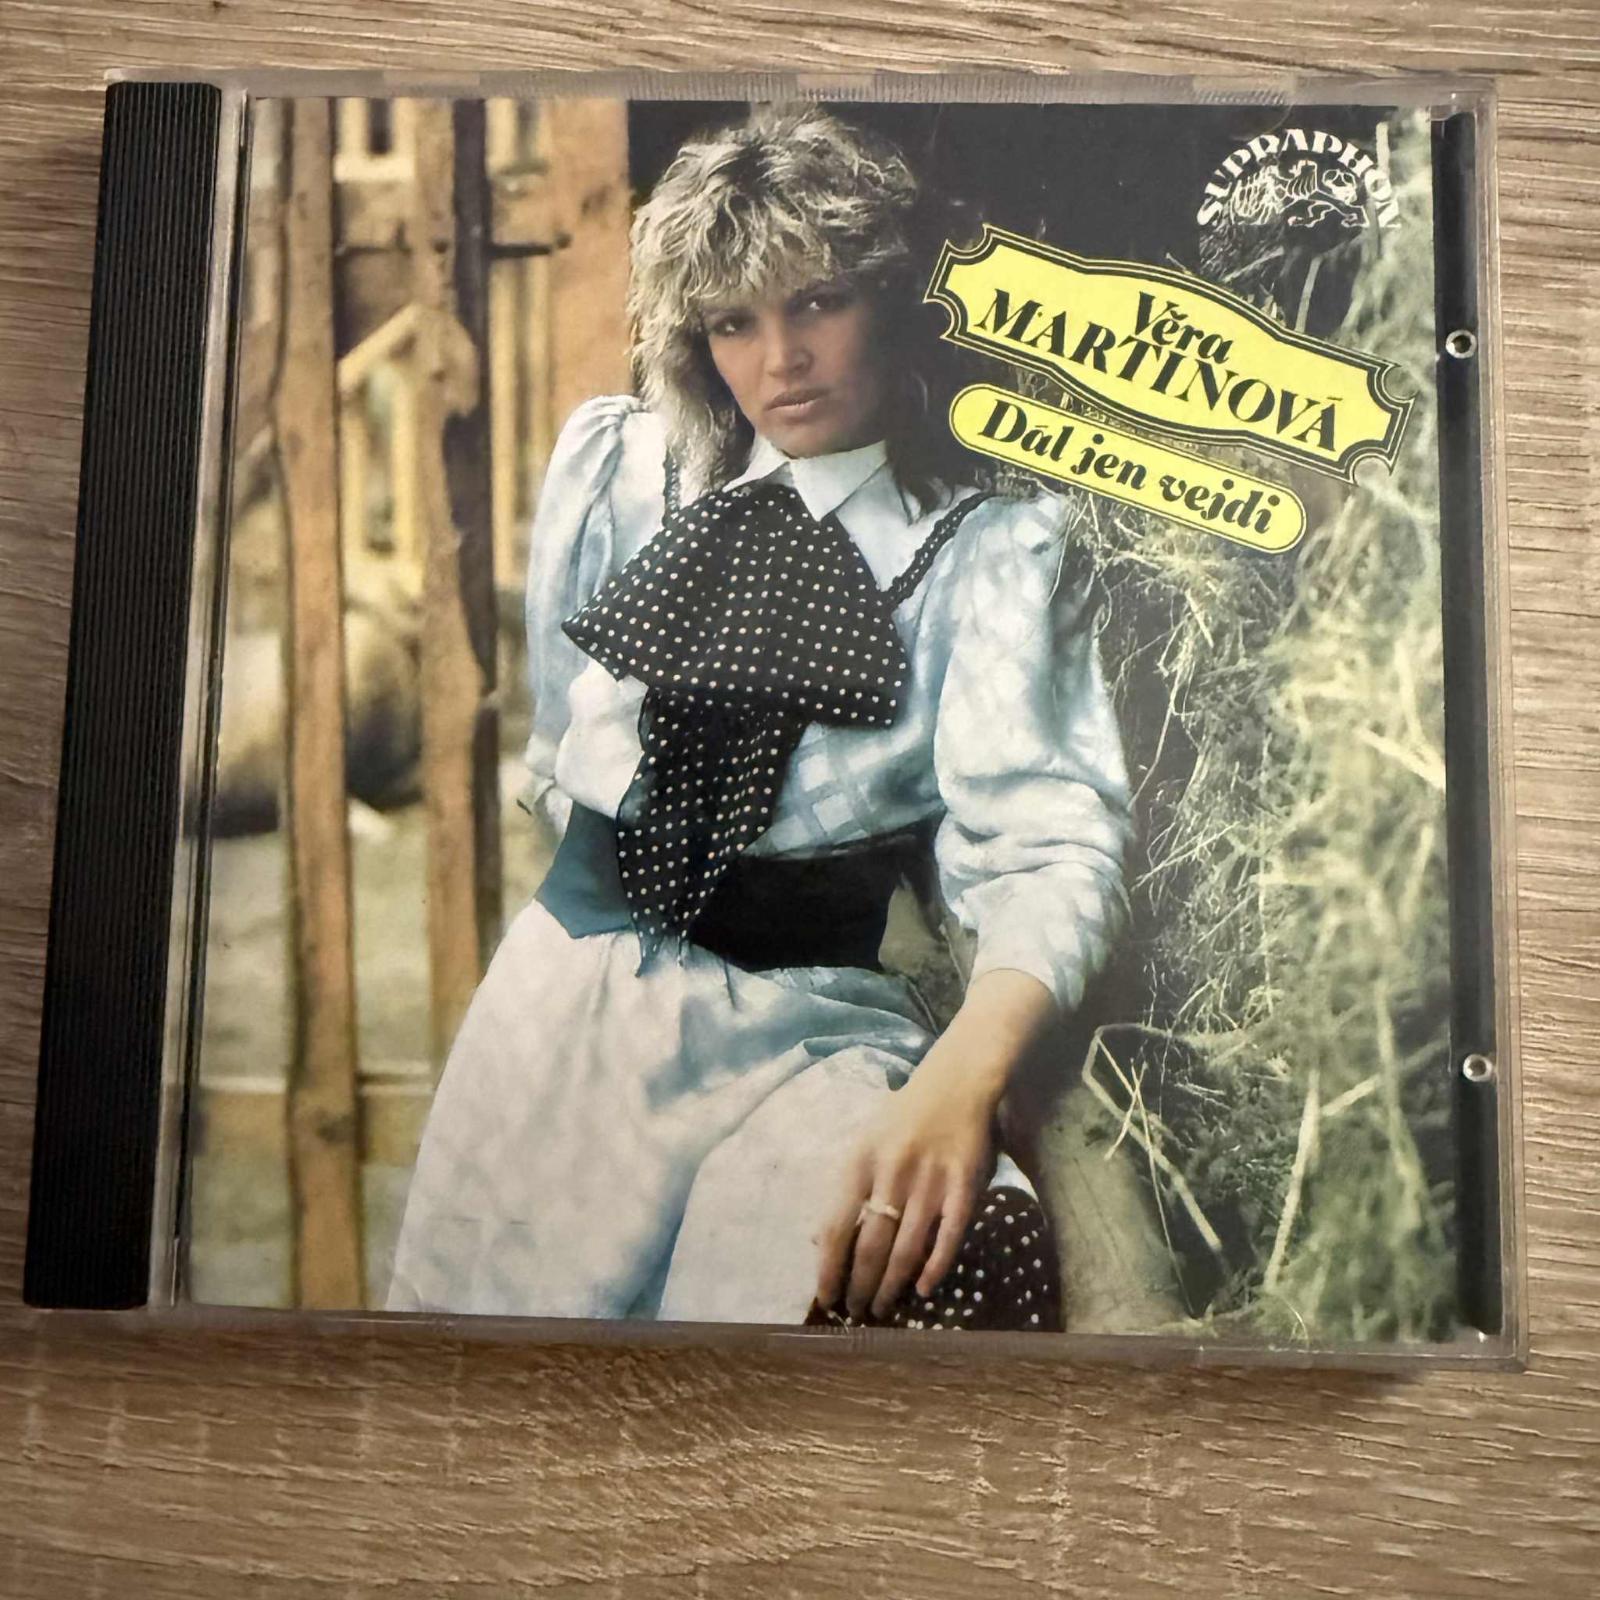 SUPRAPHON
Věra
MARTINOVÁ
Dál jen vejdi